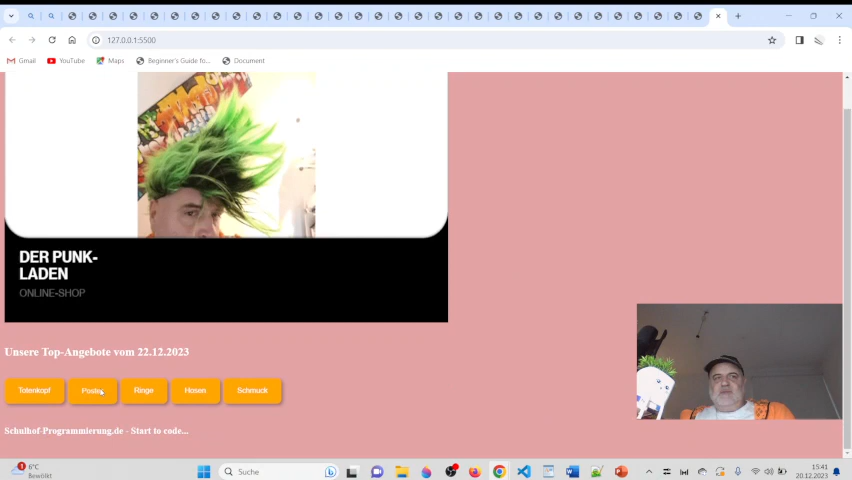 127.0.0.1:5500
Gmail
YouTube
Maps
Beginner's Guide fo...
Document
DER PUNK-
LADEN
ONLINE-SHOP
Unsere Top-Angebote vom 22.12.2023
Totenkopf
Poster
Ringe
Hosen
Schmuck
Schulhof-Programmierung.de - Start to code...
1
6°C
Bewölkt
Suche
15:41
20.12.2023